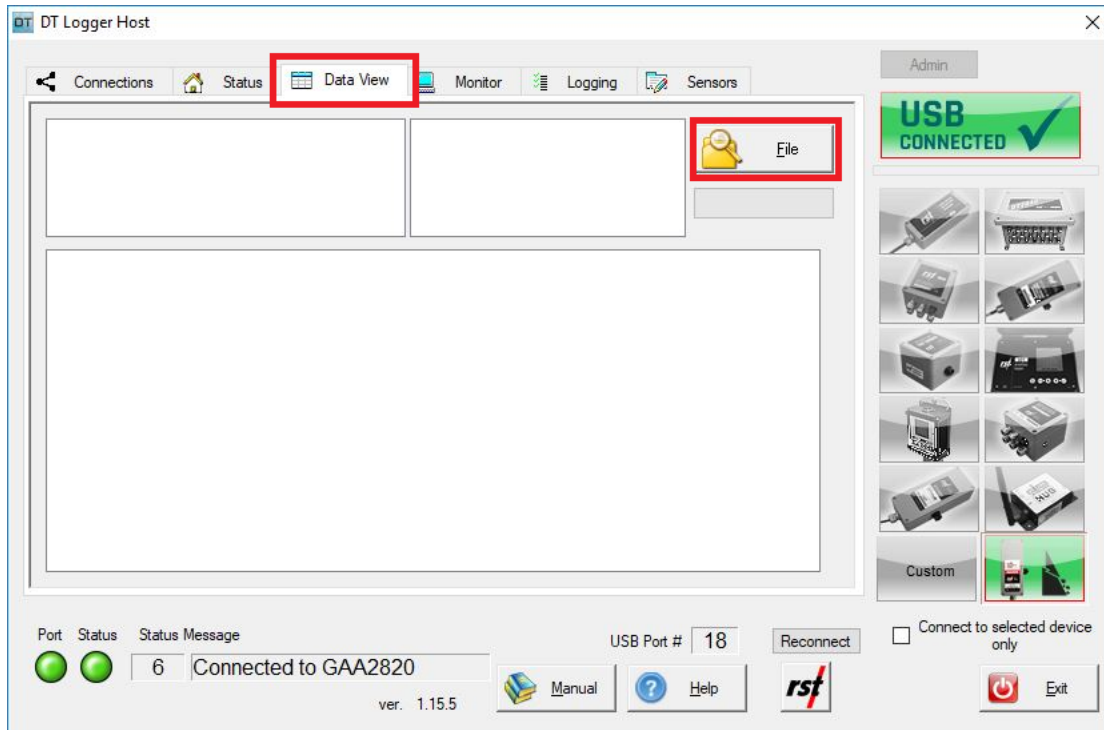 DT DT Logger Host
Connections Status Data View Monitor Logging Sensors
Admin
USB
CONNECTED
File
Custom
Port Status Status Message
6 Connected to GAA2820
ver. 1.15.5
USB Port # 18
Reconnect
Connect to selected device
only
Manual
Help
rst
Exit